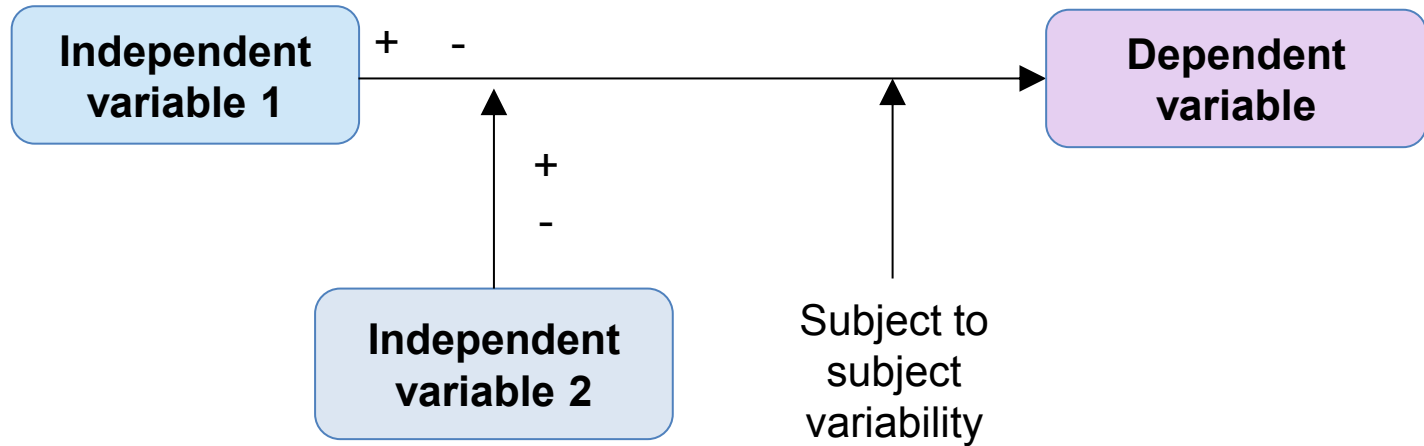 Independent
variable 1
+ -
Dependent
variable
+
-
Independent
variable 2
Subject to
subject
variability